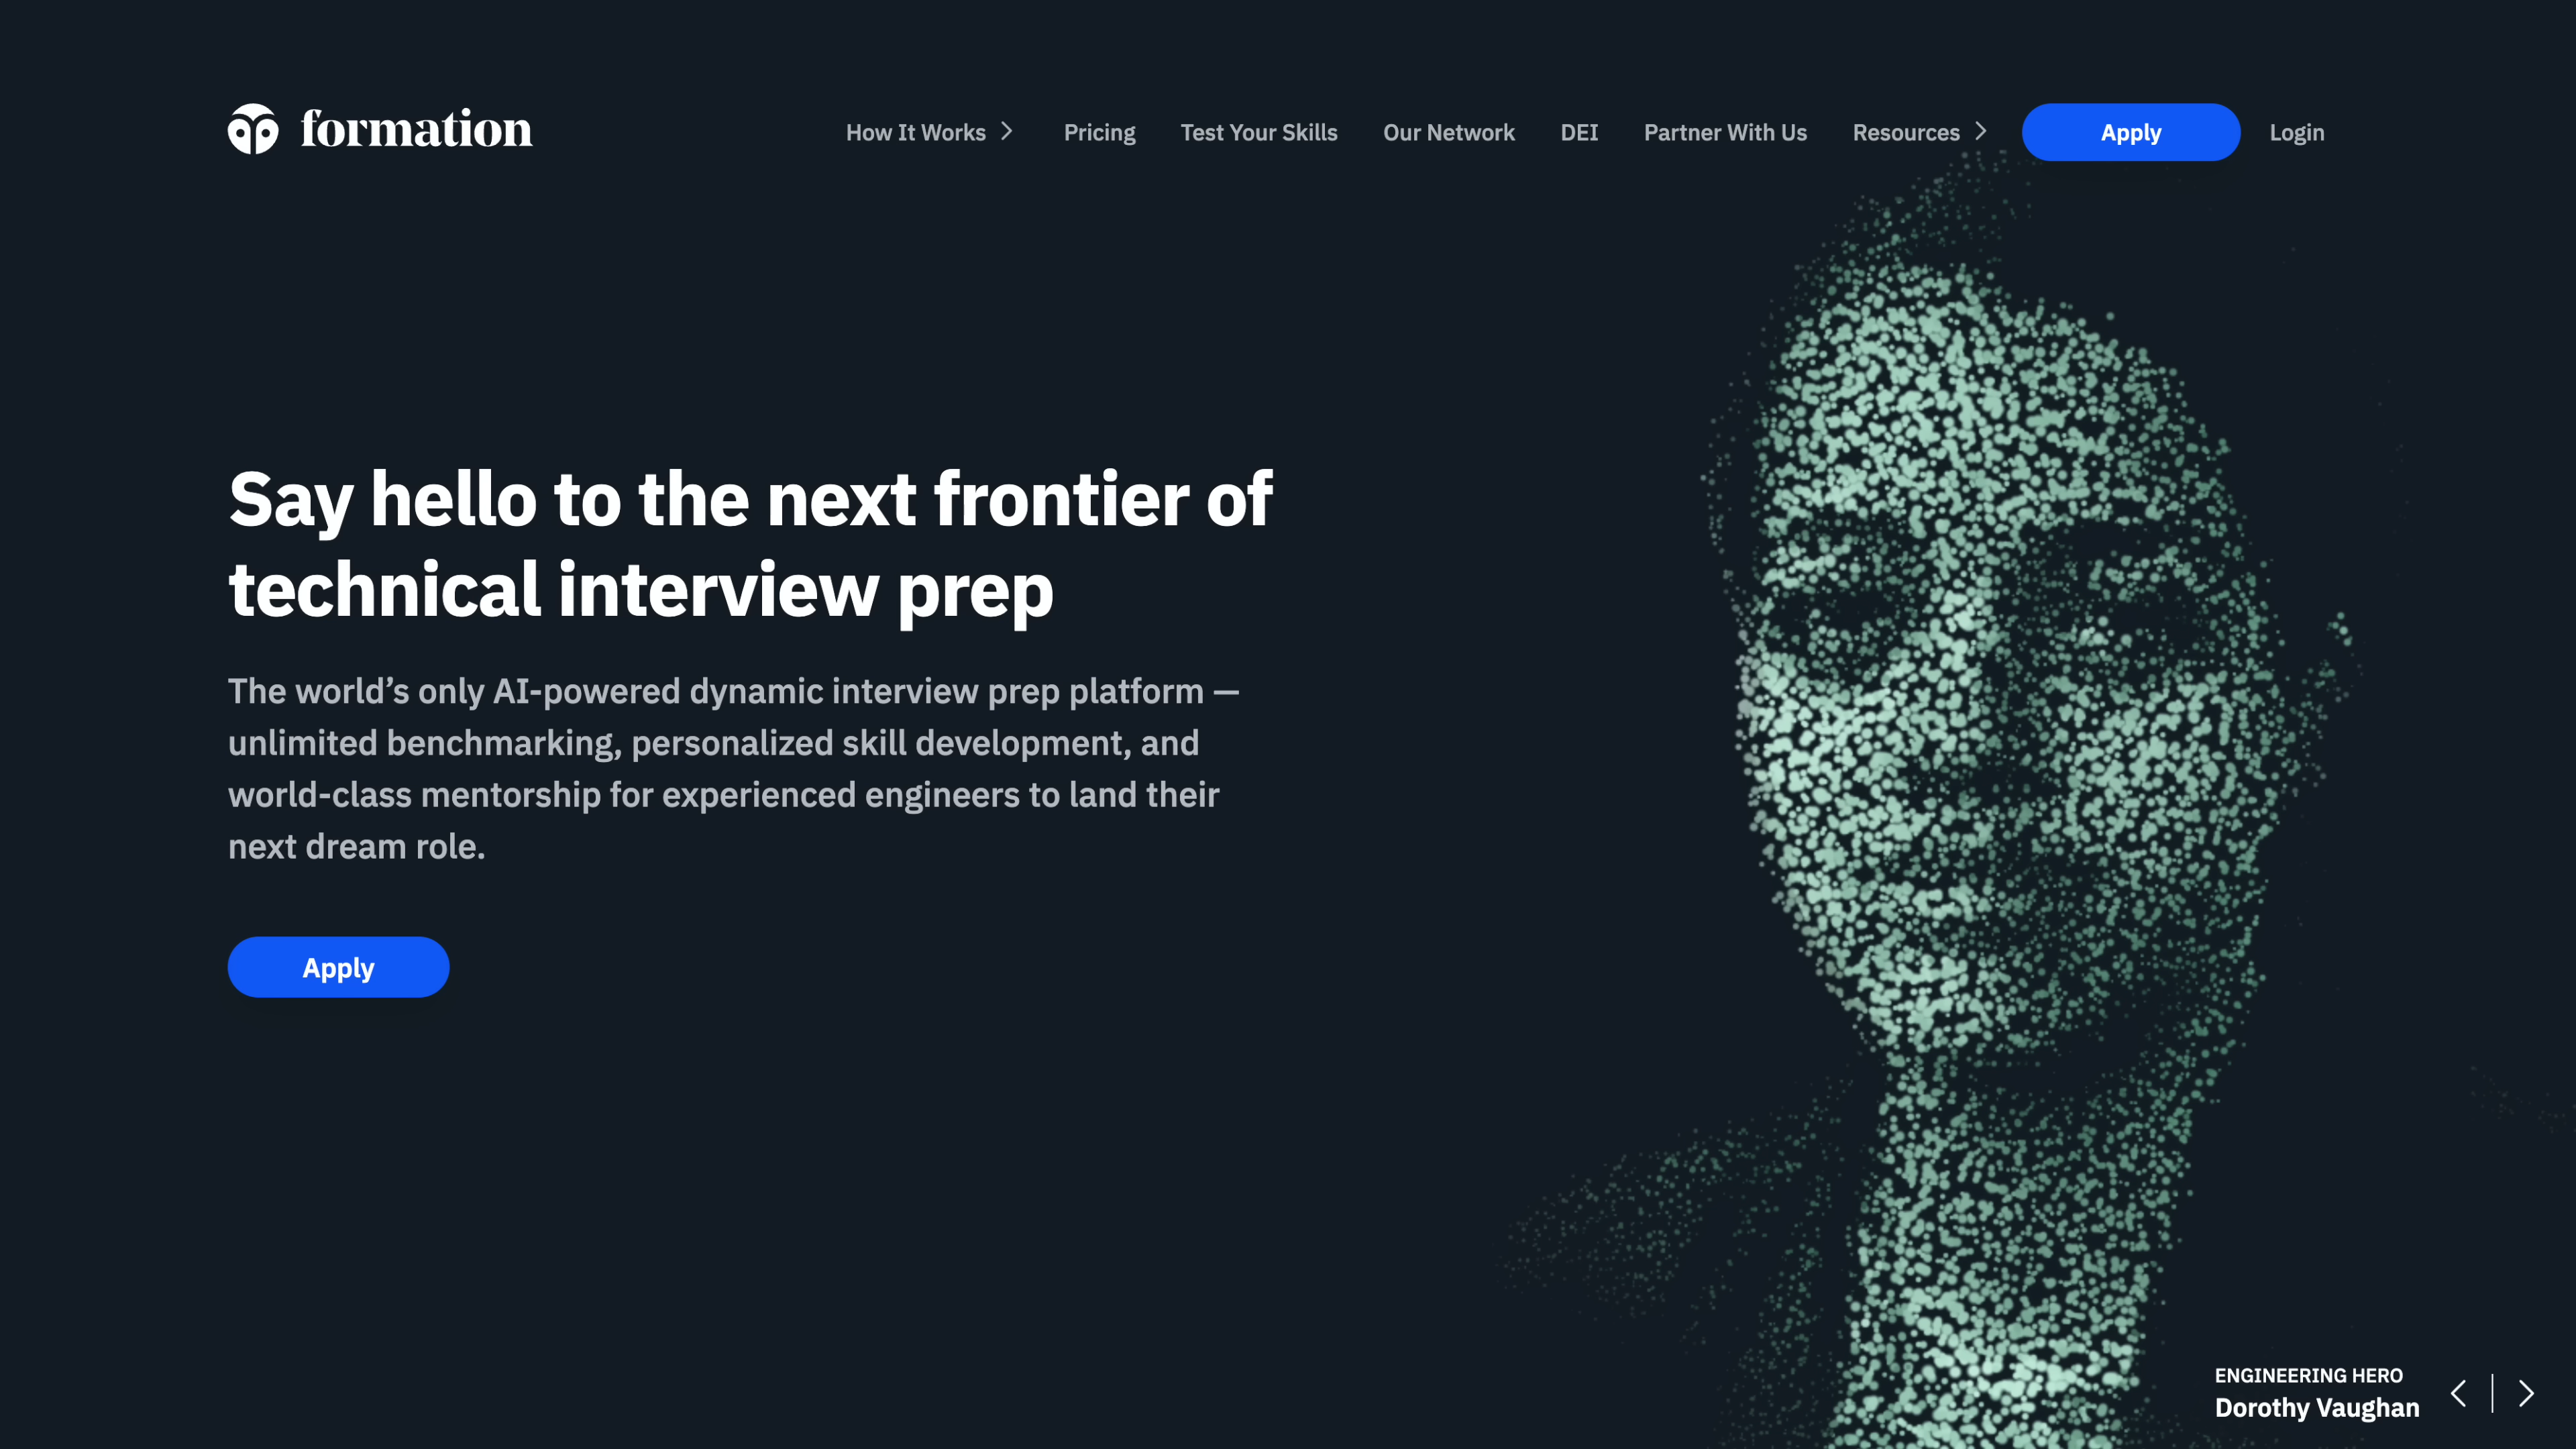 formation
How It Works
Pricing
Test Your Skills
Our Network
DEI
Partner With Us
Resources
Apply
Login
Say hello to the next frontier of
technical interview prep
The world’s only AI-powered dynamic interview prep platform —
unlimited benchmarking, personalized skill development, and
world-class mentorship for experienced engineers to land their
next dream role.
Apply
ENGINEERING HERO
Dorothy Vaughan